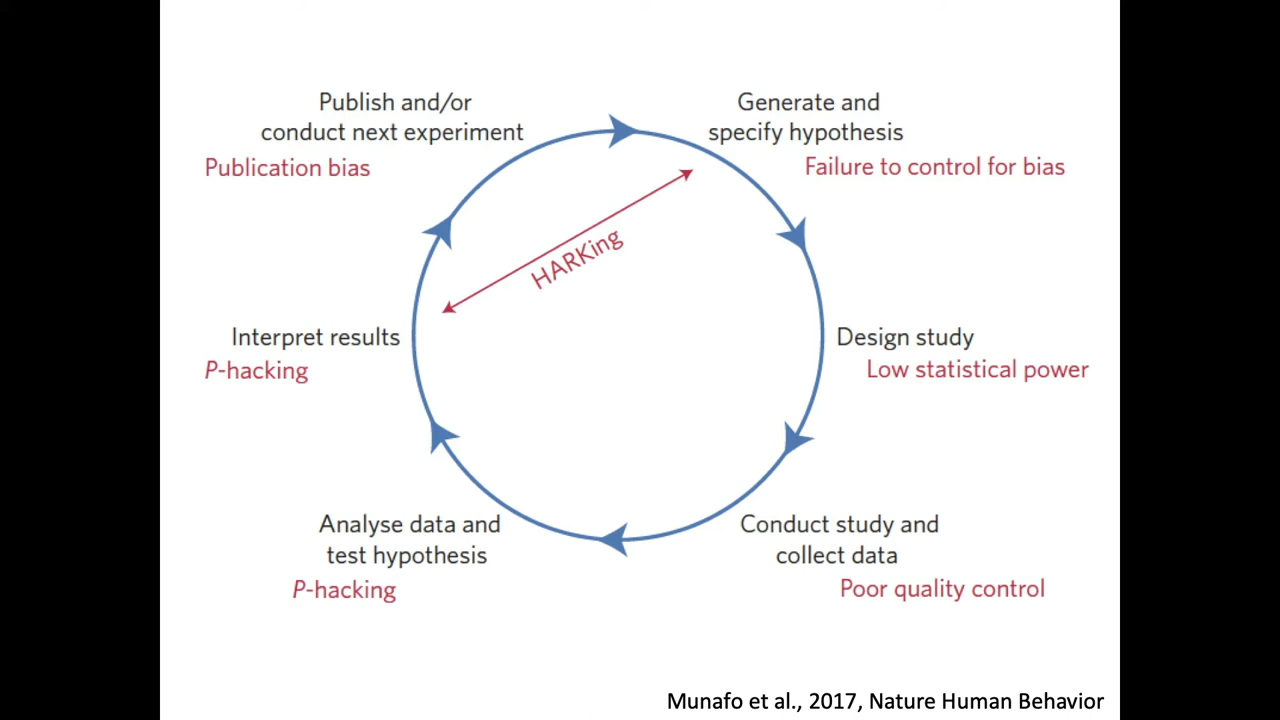 Publish and/or
conduct next experiment
Publication bias
Generate and
specify hypothesis
Failure to control for bias
HARKing
Interpret results
P-hacking
Design study
Low statistical power
Analyse data and
test hypothesis
P-hacking
Conduct study and
collect data
Poor quality control
Munafo et al., 2017, Nature Human Behavior